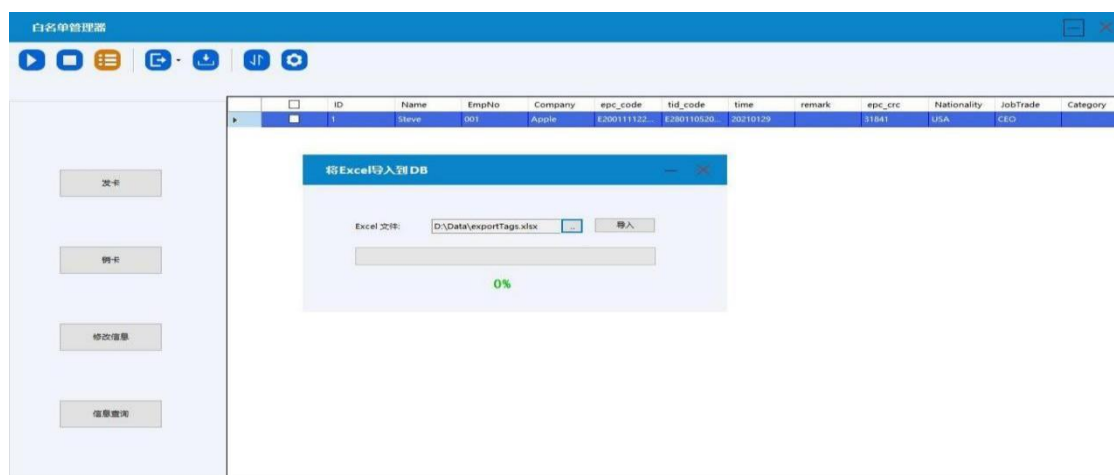 白名单管理器
ID Name EmpNo Company epc_code tid_code time remark epc_crc Nationality JobTrade Category
1 Steve 001 Apple E200111122... E280110520... 20210129 31841 USA CEO
将Excel导入到DB
发卡
Excel 文件: D:\Data\exportTags.xlsx .. 导入
销卡
0%
修改信息
信息查询